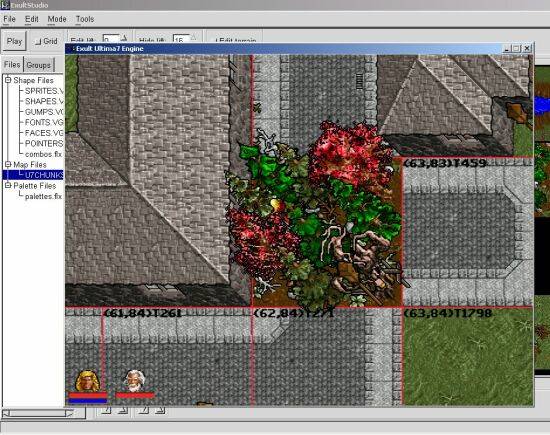 ExultStudio
File Edit Mode Tools
Play Grid Edit lift: 0 Hide lift: 16 Edit terrain
Exult Ultima7 Engine
Files Groups
Shape Files
SPRITES.V
SHAPES.V
GUMPS.VG
FONTS.VG
FACES.VG
POINTERS
combos.flx
Map Files
U7CHUNKS
Palette Files
palettes.flx
(63,83)T459
(61,84)T261 (62,84)T271 (63,84)T1798